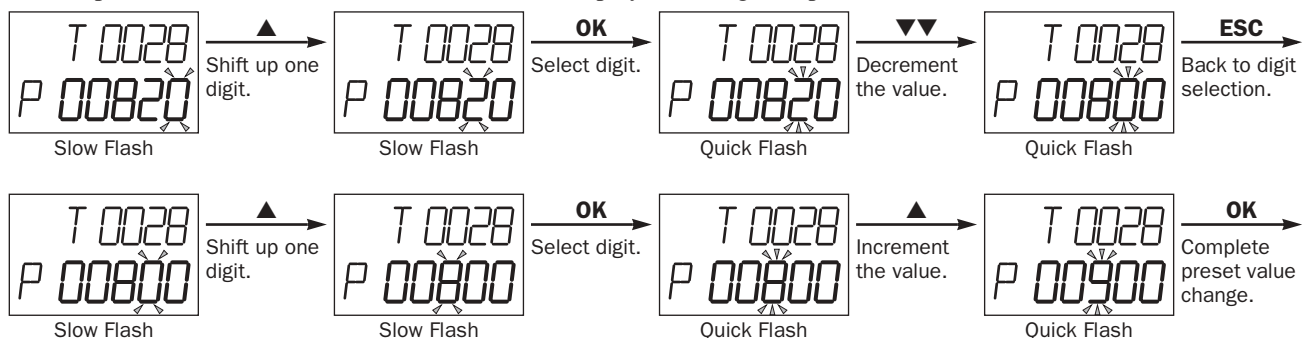 T 0028 ▲ T 0028 OK T 0028 ▼▼ T 0028 ESC
P 00820 Shift up one digit. P 00820 Select digit. P 00820 Decrement the value. P 00800 Back to digit selection.
Slow Flash Slow Flash Quick Flash Quick Flash
T 0028 ▲ T 0028 OK T 0028 ▲ T 0028 OK
P 00800 Shift up one digit. P 00800 Select digit. P 00800 Increment the value. P 00900 Complete preset value change.
Slow Flash Slow Flash Quick Flash Quick Flash